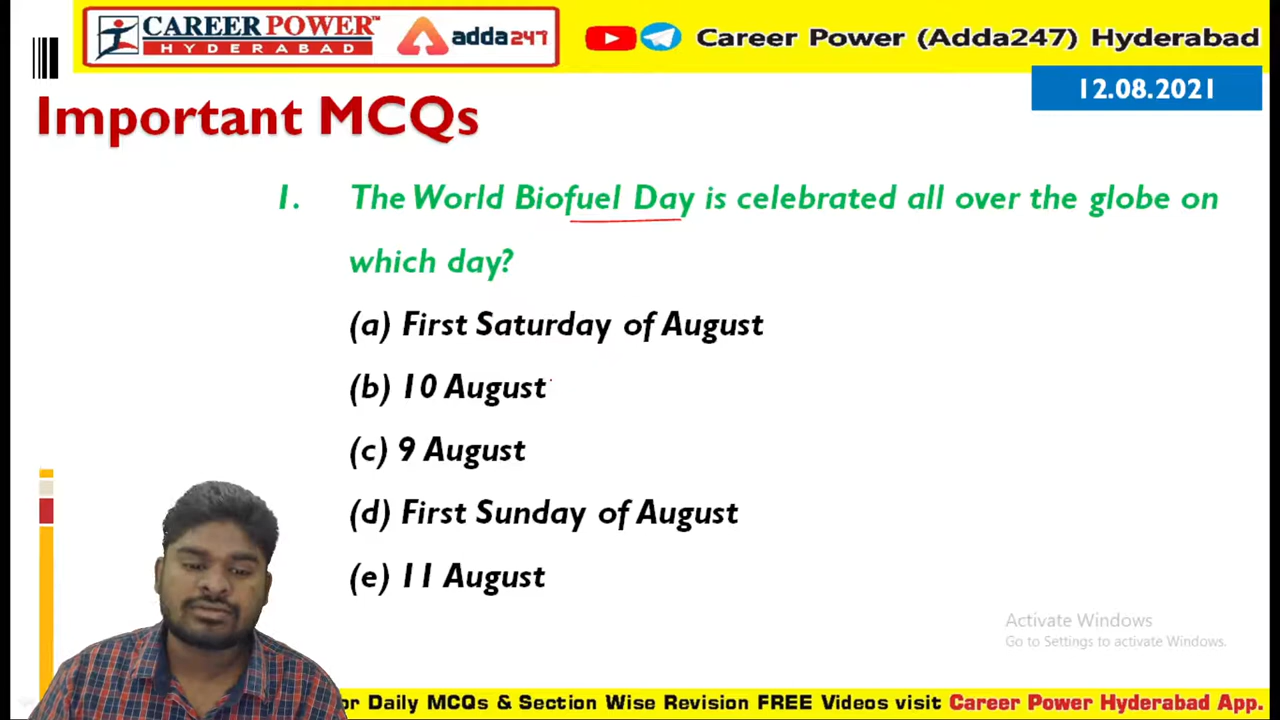 CAREER POWER™
HYDERABAD
adda247
Career Power (Adda247) Hyderabad
12.08.2021
Important MCQs
1. The World Biofuel Day is celebrated all over the globe on
which day?
(a) First Saturday of August
(b) 10 August
(c) 9 August
(d) First Sunday of August
(e) 11 August
Activate Windows
Go to Settings to activate Windows.
or Daily MCQs & Section Wise Revision FREE Videos visit Career Power Hyderabad App.